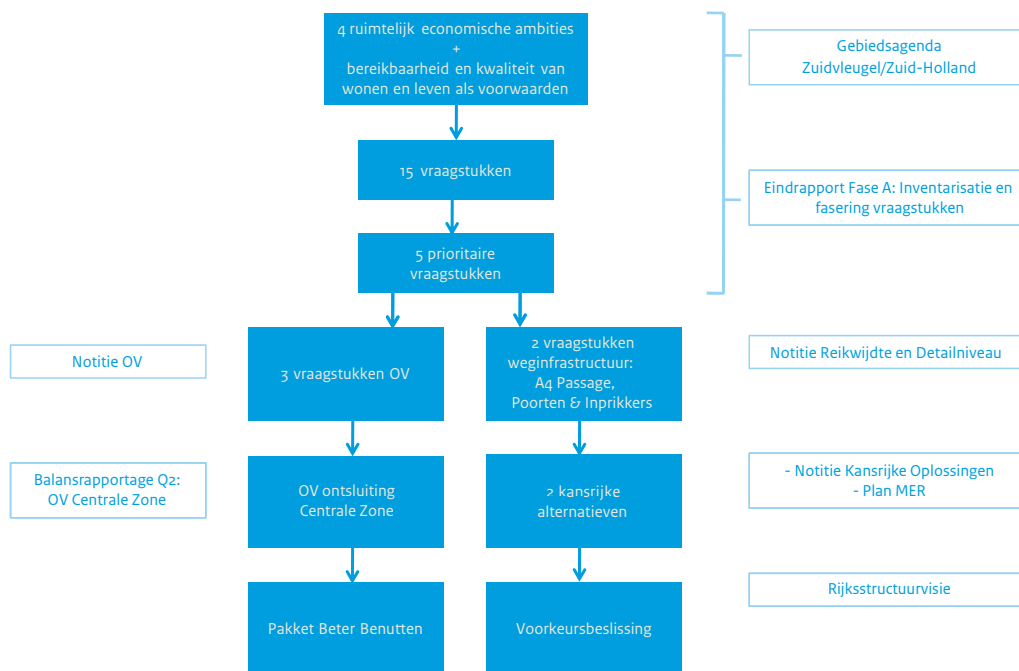 4 ruimtelijk economische ambities
+
bereikbaarheid en kwaliteit van
wonen en leven als voorwaarden
Gebiedsagenda
Zuidvleugel/Zuid-Holland
15 vraagstukken
Eindrapport Fase A: Inventarisatie en
fasering vraagstukken
5 prioritaire
vraagstukken
Notitie OV
3 vraagstukken OV
2 vraagstukken
weginfrastructuur:
A4 Passage,
Poorten & Inprikkers
Notitie Reikwijdte en Detailniveau
Balansrapportage Q2:
OV Centrale Zone
OV ontsluiting
Centrale Zone
2 kansrijke
alternatieven
- Notitie Kansrijke Oplossingen
- Plan MER
Pakket Beter Benutten
Voorkeursbeslissing
Rijksstructuurvisie